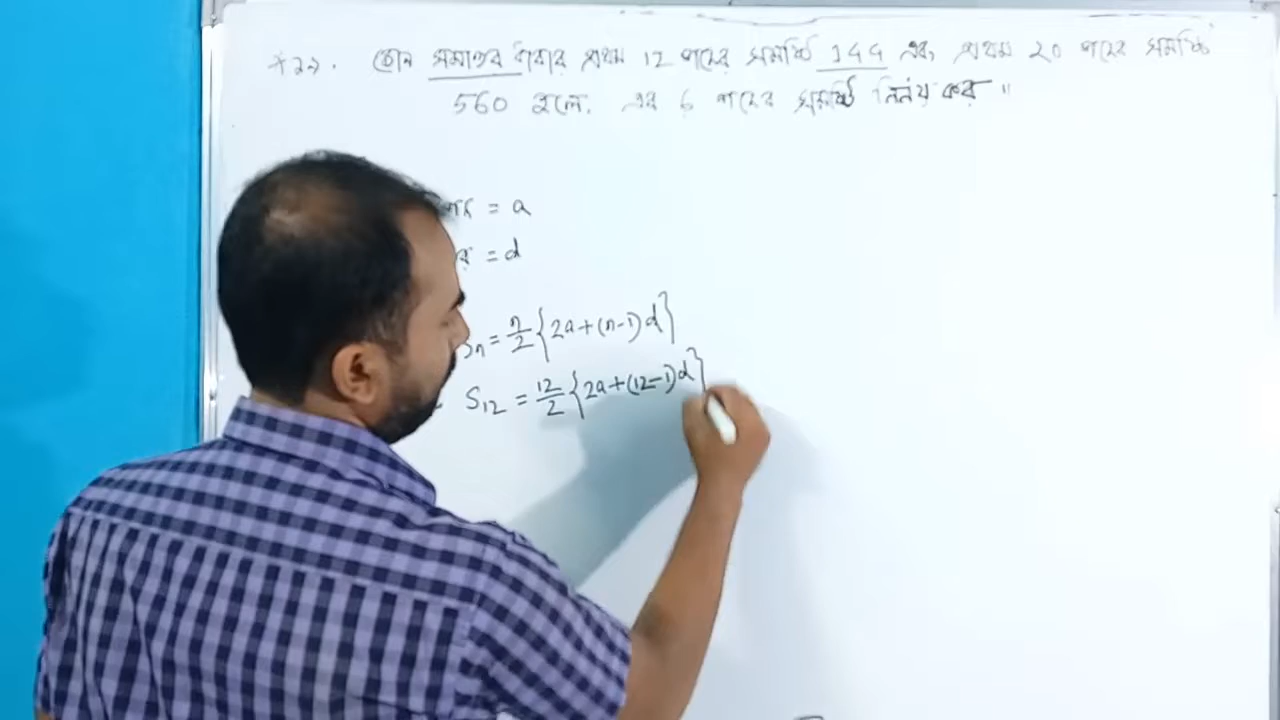 * ১৯. কোন সমান্তর ধারার প্রথম 12 পদের সমষ্টি 144 এবং প্রথম 20 পদের সমষ্টি
560 হলে, এর 6 পদের সমষ্টি নির্ণয় কর ॥
= a
= d
Sn = n/2 {2a+(n-1)d}
S12 = 12/2 {2a+(12-1)d}